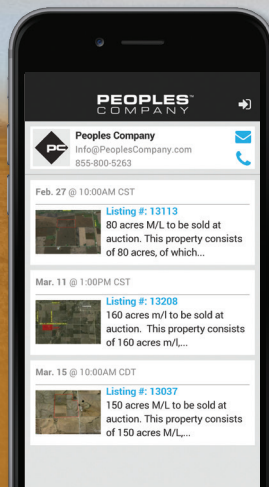 PEOPLES™
COMPANY
PC
Peoples Company
Info@PeoplesCompany.com
855-800-5263
Feb. 27 @ 10:00AM CST
Listing #: 13113
80 acres M/L to be sold at
auction. This property consists
of 80 acres, of which...
Mar. 11 @ 1:00PM CST
Listing #: 13208
160 acres m/l to be sold at
auction.  This property consists
of 160 acres m/l,...
Mar. 15 @ 10:00AM CDT
Listing #: 13037
150 acres M/L to be sold at
auction. This property consists
of 150 acres M/L,...